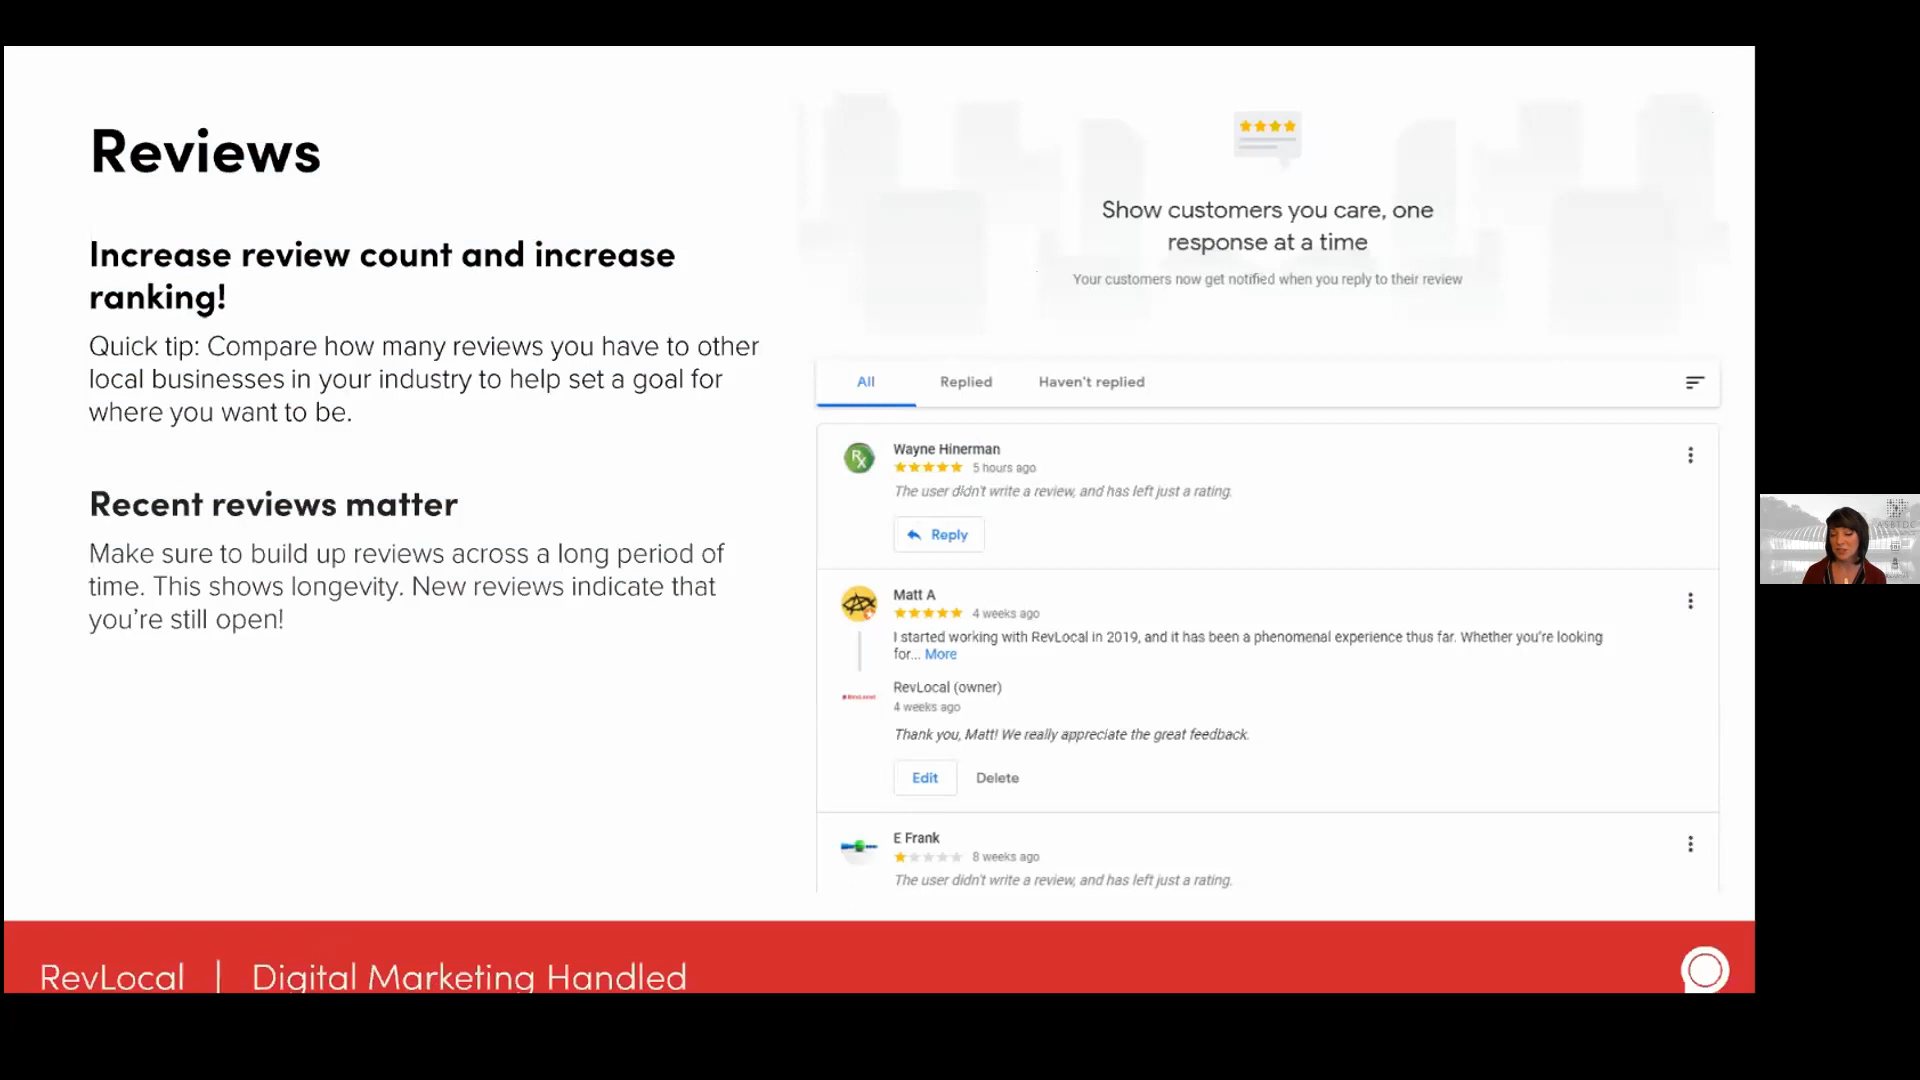 Reviews
Increase review count and increase
ranking!
Quick tip: Compare how many reviews you have to other
local businesses in your industry to help set a goal for
where you want to be.
Recent reviews matter
Make sure to build up reviews across a long period of
time. This shows longevity. New reviews indicate that
you're still open!
Show customers you care, one
response at a time
Your customers now get notified when you reply to their review
All Replied Haven't replied
Wayne Hinerman
5 hours ago
The user didn't write a review, and has left just a rating.
Reply
Matt A
4 weeks ago
I started working with RevLocal in 2019, and it has been a phenomenal experience thus far. Whether you're looking
for... More
RevLocal (owner)
4 weeks ago
Thank you, Matt! We really appreciate the great feedback.
Edit Delete
E Frank
8 weeks ago
The user didn't write a review, and has left just a rating.
RevLocal | Digital Marketing Handled